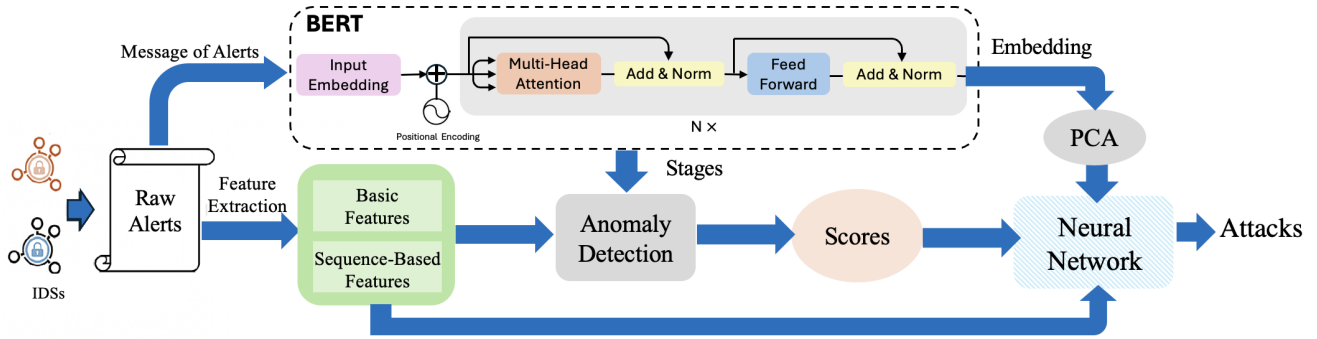 BERT
Message of Alerts
Input
Embedding
Multi-Head
Attention
Add & Norm
Feed
Forward
Add & Norm
Embedding
Positional Encoding
N ×
PCA
Raw
Alerts
Feature
Extraction
Basic
Features
Sequence-Based
Features
Stages
Anomaly
Detection
Scores
Neural
Network
Attacks
IDSs